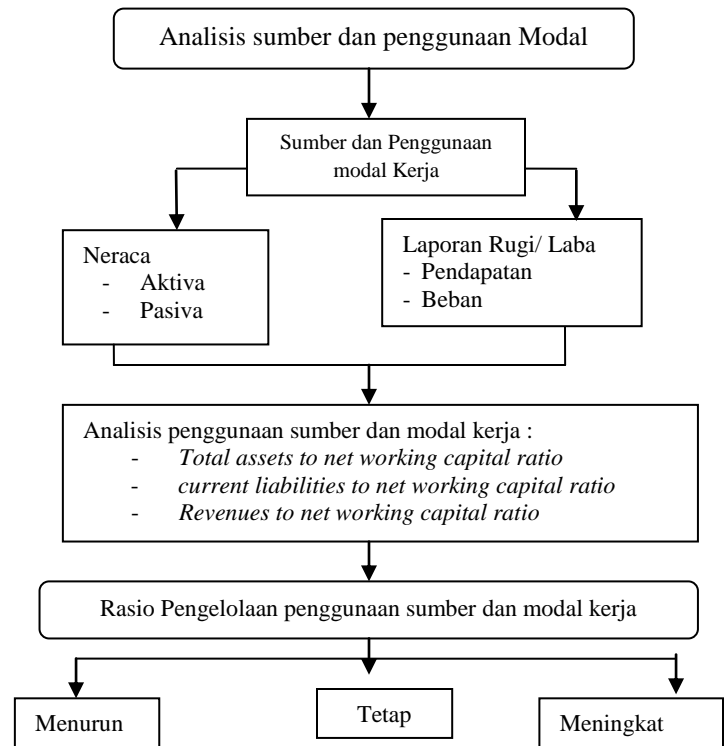 Analisis sumber dan penggunaan Modal
Sumber dan Penggunaan
modal Kerja
Neraca
- Aktiva
- Pasiva
Laporan Rugi/ Laba
- Pendapatan
- Beban
Analisis penggunaan sumber dan modal kerja :
- Total assets to net working capital ratio
- current liabilities to net working capital ratio
- Revenues to net working capital ratio
Rasio Pengelolaan penggunaan sumber dan modal kerja
Menurun
Tetap
Meningkat